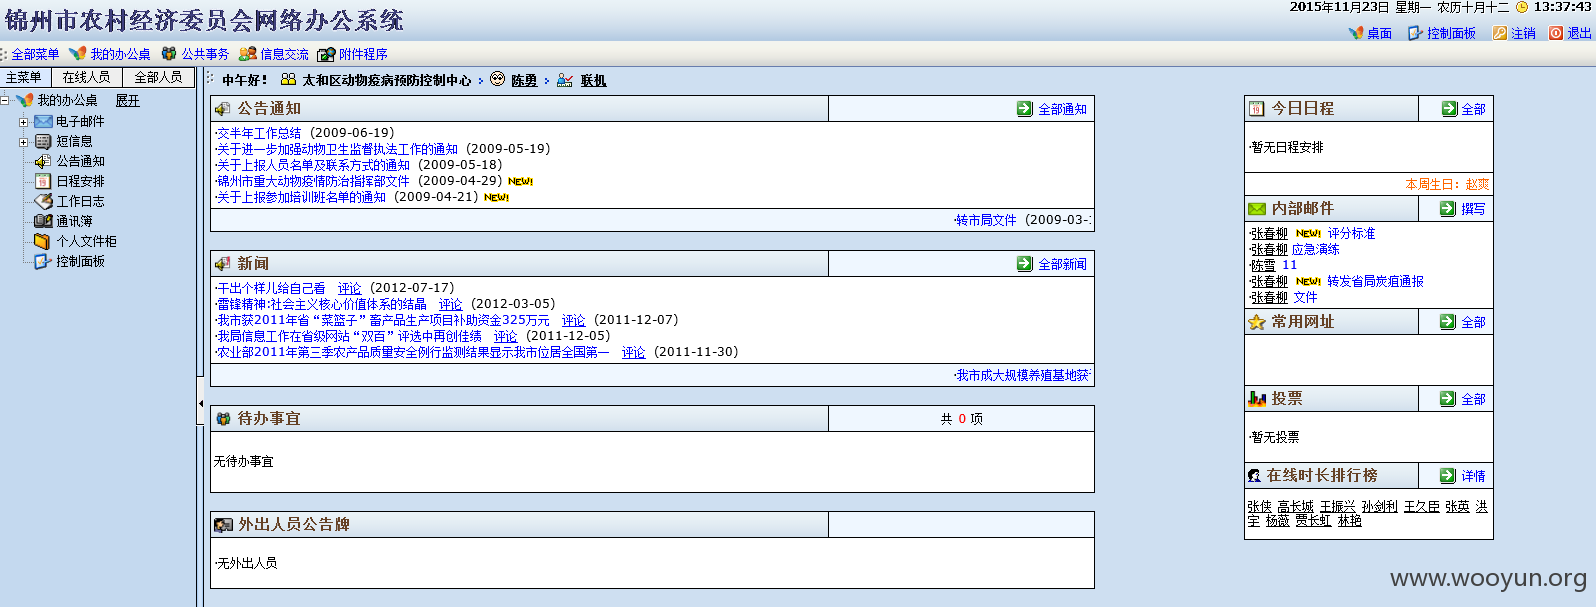 锦州市农村经济委员会网络办公系统
2015年11月23日 星期一 农历十月十二 13:37:43
桌面 控制面板 注销 退出
全部菜单 我的办公桌 公共事务 信息交流 附件程序
主菜单 在线人员 全部人员
我的办公桌 展开
电子邮件
短信息
公告通知
日程安排
工作日志
通讯簿
个人文件柜
控制面板
中午好! 太和区动物疫病预防控制中心 › 陈勇 › 联机
公告通知 全部通知
·交半年工作总结 (2009-06-19)
·关于进一步加强动物卫生监督执法工作的通知 (2009-05-19)
·关于上报人员名单及联系方式的通知 (2009-05-18)
·锦州市重大动物疫情防治指挥部文件 (2009-04-29) NEW!
·关于上报参加培训班名单的通知 (2009-04-21) NEW!
·转市局文件 (2009-03-
新闻 全部新闻
·干出个样儿给自己看 评论 (2012-07-17)
·雷锋精神:社会主义核心价值体系的结晶 评论 (2012-03-05)
·我市获2011年省“菜篮子”畜产品生产项目补助资金325万元 评论 (2011-12-07)
·我局信息工作在省级网站“双百”评选中再创佳绩 评论 (2011-12-05)
·农业部2011年第三季农产品质量安全例行监测结果显示我市位居全国第一 评论 (2011-11-30)
·我市成大规模养殖基地获
待办事宜 共 0 项
无待办事宜
外出人员公告牌
·无外出人员
今日日程 全部
·暂无日程安排
本周生日: 赵爽
内部邮件 撰写
·张春柳 NEW! 评分标准
·张春柳 应急演练
·陈雪 11
·张春柳 NEW! 转发省局炭疽通报
·张春柳 文件
常用网址 全部
投票 全部
·暂无投票
在线时长排行榜 详情
张侠 高长城 王振兴 孙剑利 王久臣 张英 洪
宇 杨薇 贾长虹 林艳
www.wooyun.org